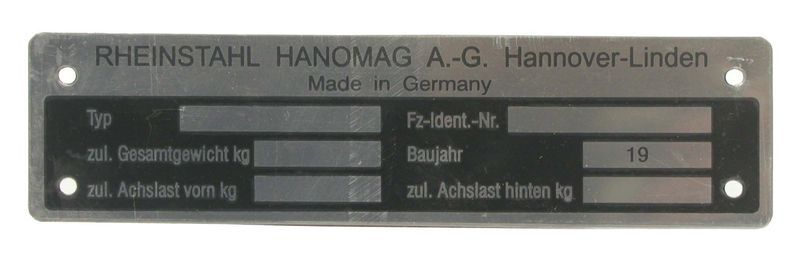 RHEINSTAHL HANOMAG A.-G. Hannover-Linden
Made in Germany
Typ Fz-Ident.-Nr.
zul. Gesamtgewicht kg Baujahr 19
zul. Achslast vorn kg zul. Achslast hinten kg